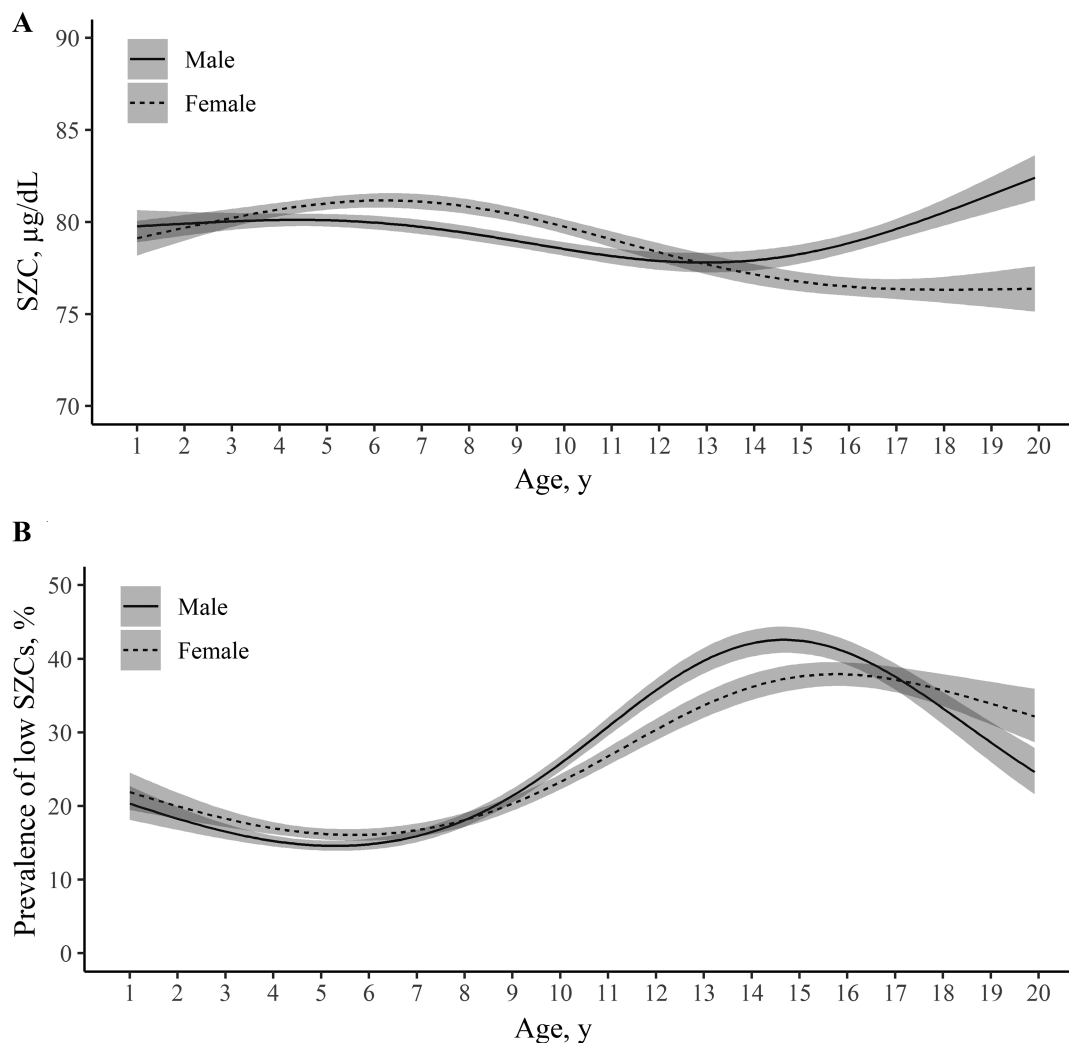 A
90
85
80
75
70
SZC, µg/dL
Male
Female
1 2 3 4 5 6 7 8 9 10 11 12 13 14 15 16 17 18 19 20
Age, y
B
50
40
30
20
10
0
Prevalence of low SZCs, %
Male
Female
1 2 3 4 5 6 7 8 9 10 11 12 13 14 15 16 17 18 19 20
Age, y